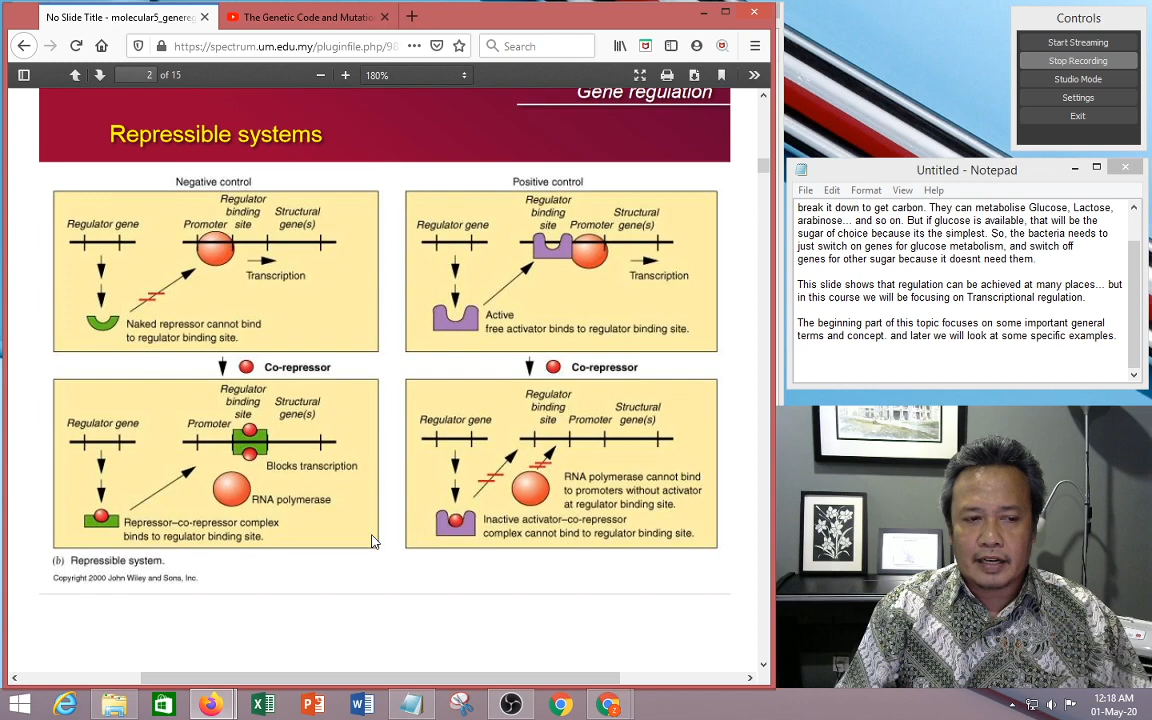 No Slide Title - molecular5_genere
The Genetic Code and Mutatio
https://spectrum.um.edu.my/pluginfile.php/98
Search
2 of 15
180%
Gene regulation
Repressible systems
Negative control
Regulator gene
Promoter
Regulator
binding
site
Structural
gene(s)
Transcription
Naked repressor cannot bind
to regulator binding site.
Positive control
Regulator gene
Regulator
binding
site
Promoter
Structural
gene(s)
Transcription
Active
free activator binds to regulator binding site.
Co-repressor
Co-repressor
Regulator gene
Promoter
Regulator
binding
site
Structural
gene(s)
Blocks transcription
RNA polymerase
Repressor–co-repressor complex
binds to regulator binding site.
Regulator gene
Regulator
binding
site
Promoter
Structural
gene(s)
RNA polymerase cannot bind
to promoters without activator
at regulator binding site.
Inactive activator–co-repressor
complex cannot bind to regulator binding site.
(b) Repressible system.
Copyright 2000 John Wiley and Sons, Inc.
Controls
Start Streaming
Stop Recording
Studio Mode
Settings
Exit
Untitled - Notepad
File Edit Format View Help
break it down to get carbon. They can metabolise Glucose, Lactose,
arabinose... and so on. But if glucose is available, that will be the
sugar of choice because its the simplest. So, the bacteria needs to
just switch on genes for glucose metabolism, and switch off
genes for other sugar because it doesnt need them.
This slide shows that regulation can be achieved at many places... but
in this course we will be focusing on Transcriptional regulation.
The beginning part of this topic focuses on some important general
terms and concept. and later we will look at some specific examples.
12:18 AM
01-May-20